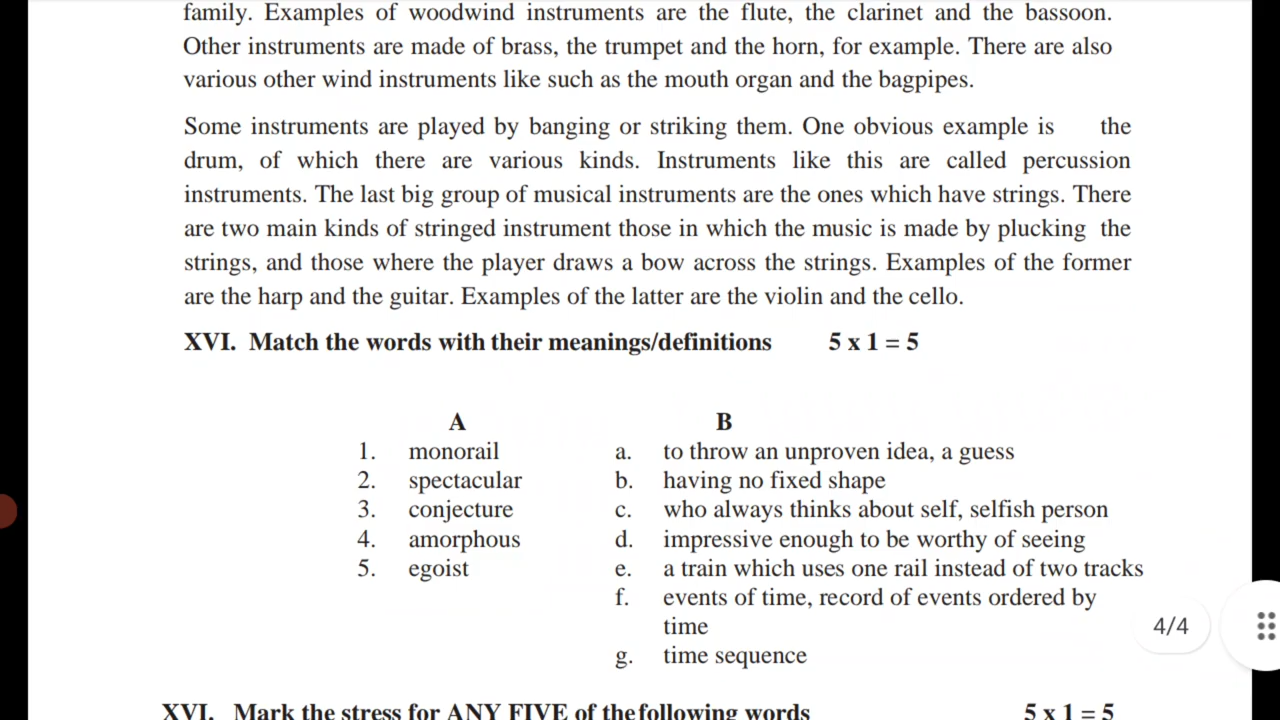 family. Examples of woodwind instruments are the flute, the clarinet and the bassoon.
Other instruments are made of brass, the trumpet and the horn, for example. There are also
various other wind instruments like such as the mouth organ and the bagpipes.
Some instruments are played by banging or striking them. One obvious example is the
drum, of which there are various kinds. Instruments like this are called percussion
instruments. The last big group of musical instruments are the ones which have strings. There
are two main kinds of stringed instrument those in which the music is made by plucking the
strings, and those where the player draws a bow across the strings. Examples of the former
are the harp and the guitar. Examples of the latter are the violin and the cello.
XVI. Match the words with their meanings/definitions 5 x 1 = 5
A B
1. monorail a. to throw an unproven idea, a guess
2. spectacular b. having no fixed shape
3. conjecture c. who always thinks about self, selfish person
4. amorphous d. impressive enough to be worthy of seeing
5. egoist e. a train which uses one rail instead of two tracks
f. events of time, record of events ordered by
time
4/4
g. time sequence
XVI. Mark the stress for ANY FIVE of the following words 5 x 1 = 5